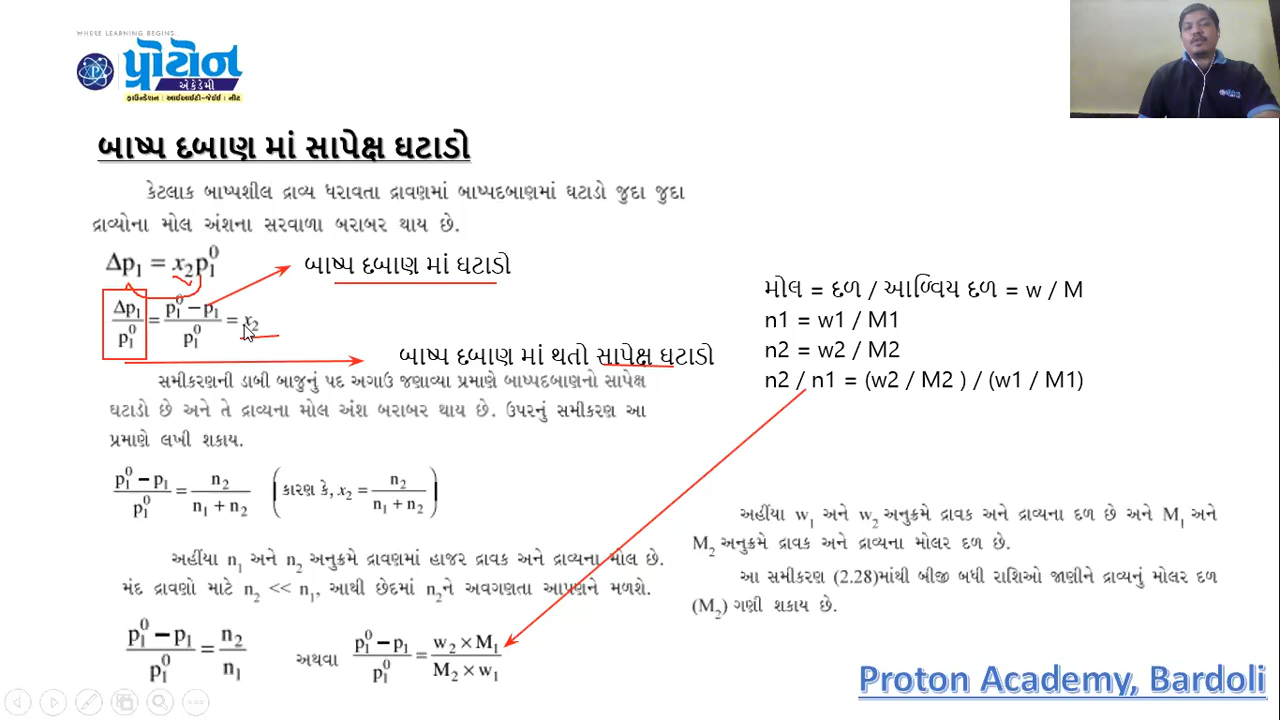 WHERE LEARNING BEGINS.
પ્રોટોન
એકેડેમી
ફાઉન્ડેશન | આઈઆઈટી-જેઈઈ | નીટ
બાષ્પ દબાણ માં સાપેક્ષ ઘટાડો
કેટલાક બાષ્પશીલ દ્રાવ્ય ધરાવતા દ્રાવણમાં બાષ્પદબાણમાં ઘટાડો જુદા જુદા
દ્રાવ્યોના મોલ અંશના સરવાળા બરાબર થાય છે.
Δp₁ = x₂p₁⁰
બાષ્પ દબાણ માં ઘટાડો
Δp₁ / p₁⁰ = (p₁⁰ − p₁) / p₁⁰ = x₂
બાષ્પ દબાણ માં થતો સાપેક્ષ ઘટાડો
સમીકરણની ડાબી બાજુનું પદ અગાઉ જણાવ્યા પ્રમાણે બાષ્પદબાણનો સાપેક્ષ
ઘટાડો છે અને તે દ્રાવ્યના મોલ અંશ બરાબર થાય છે. ઉપરનું સમીકરણ આ
પ્રમાણે લખી શકાય.
(p₁⁰ − p₁) / p₁⁰ = n₂ / (n₁ + n₂) (કારણ કે, x₂ = n₂ / (n₁ + n₂))
અહીંયા n₁ અને n₂ અનુક્રમે દ્રાવણમાં હાજર દ્રાવક અને દ્રાવ્યના મોલ છે.
મંદ દ્રાવણો માટે n₂ << n₁, આથી છેદમાં n₂ને અવગણતા આપણને મળશે.
(p₁⁰ − p₁) / p₁⁰ = n₂ / n₁ અથવા (p₁⁰ − p₁) / p₁⁰ = (w₂ × M₁) / (M₂ × w₁)
મોલ = દળ / આણ્વિય દળ = w / M
n1 = w1 / M1
n2 = w2 / M2
n2 / n1 = (w2 / M2 ) / (w1 / M1)
અહીંયા w₁ અને w₂ અનુક્રમે દ્રાવક અને દ્રાવ્યના દળ છે અને M₁ અને
M₂ અનુક્રમે દ્રાવક અને દ્રાવ્યના મોલર દળ છે.
આ સમીકરણ (2.28)માંથી બીજી બધી રાશિઓ જાણીને દ્રાવ્યનું મોલર દળ
(M₂) ગણી શકાય છે.
Proton Academy, Bardoli